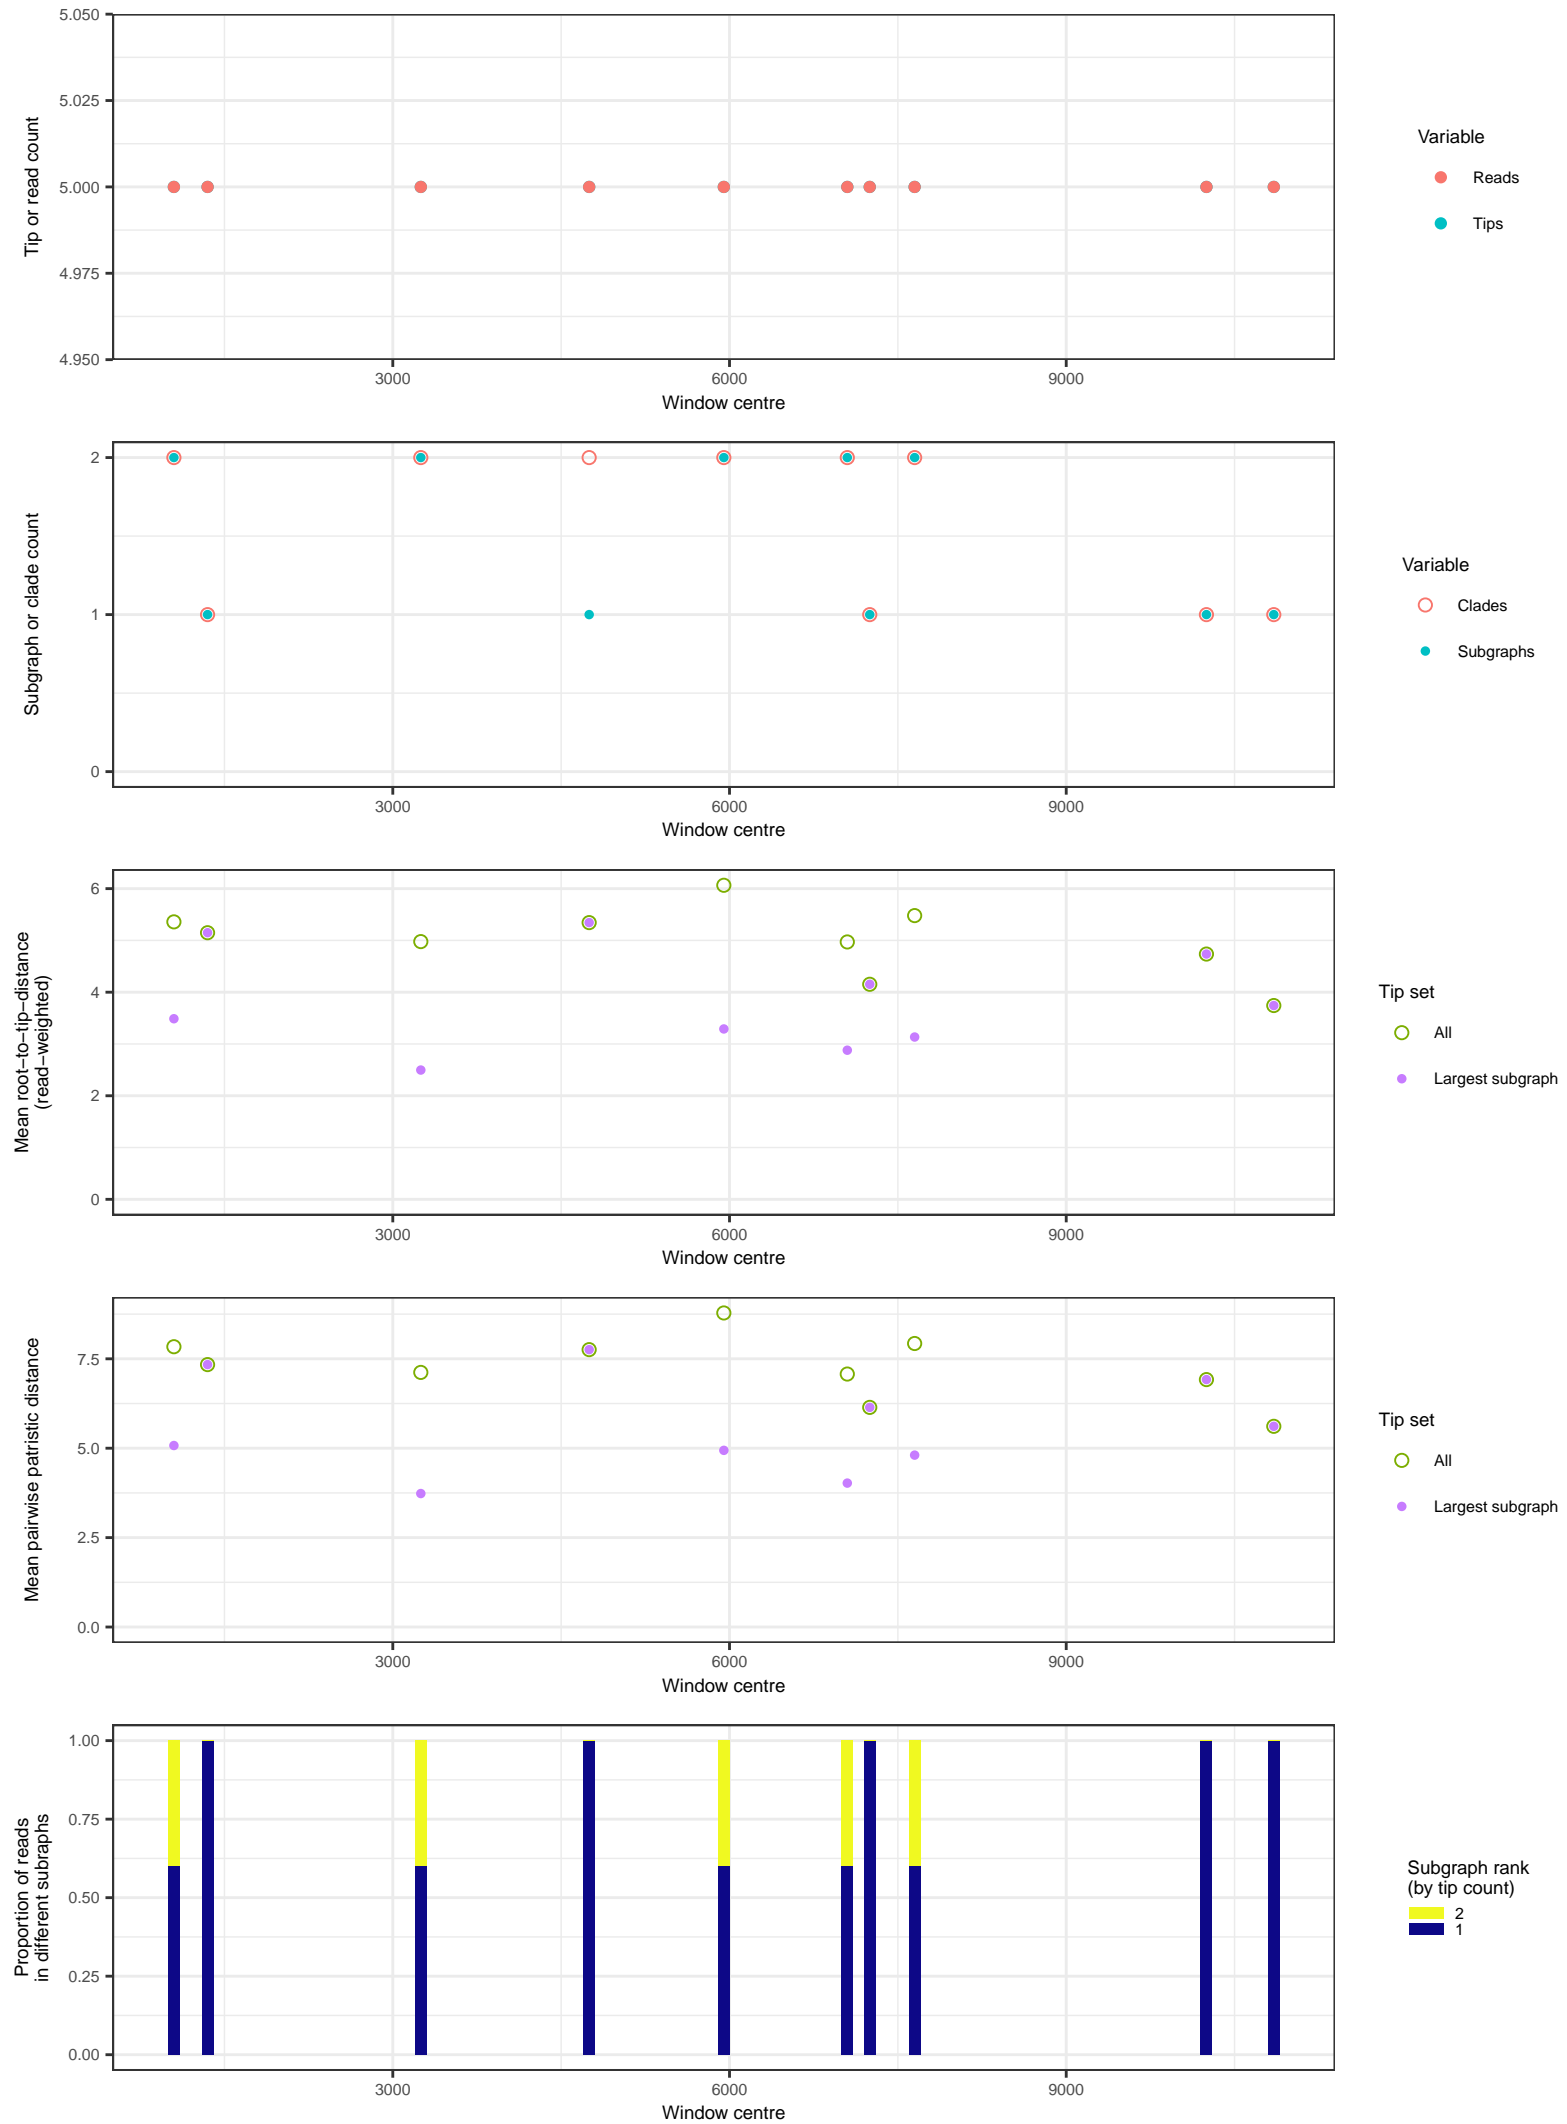 5.050
5.025
5.000
4.975
4.950
Tip or read count
3000
6000
9000
Window centre
Variable
Reads
Tips
2
1
0
Subgraph or clade count
3000
6000
9000
Window centre
Variable
Clades
Subgraphs
6
4
2
0
Mean root−to−tip−distance
(read−weighted)
3000
6000
9000
Window centre
Tip set
All
Largest subgraph
7.5
5.0
2.5
0.0
Mean pairwise patristic distance
3000
6000
9000
Window centre
Tip set
All
Largest subgraph
1.00
0.75
0.50
0.25
0.00
Proportion of reads
in different subraphs
3000
6000
9000
Window centre
Subgraph rank
(by tip count)
2
1